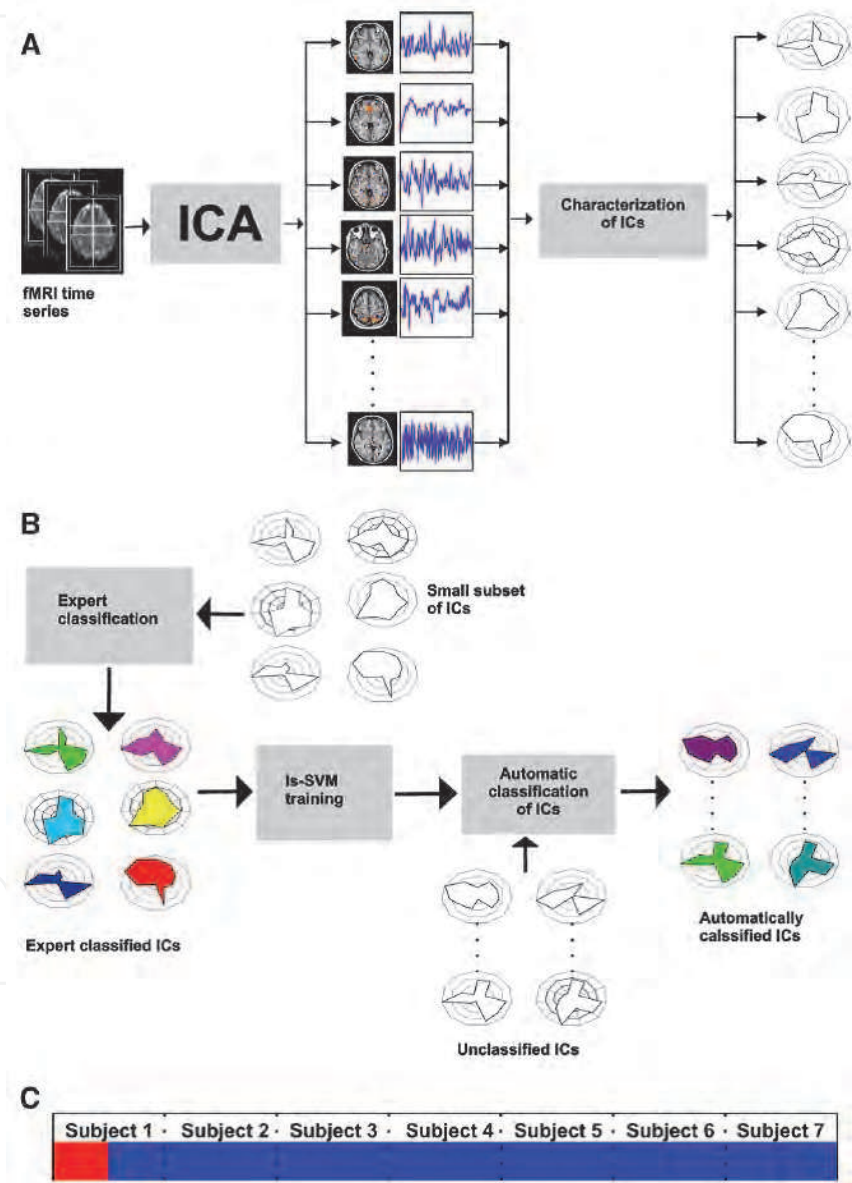 A
fMRI time
series
ICA
Characterization
of ICs
B
Expert
classification
Small subset
of ICs
Expert classified ICs
ls-SVM
training
Automatic
classification
of ICs
Unclassified ICs
Automatically
calssified ICs
C
Subject 1 · Subject 2 · Subject 3 · Subject 4 · Subject 5 · Subject 6 · Subject 7